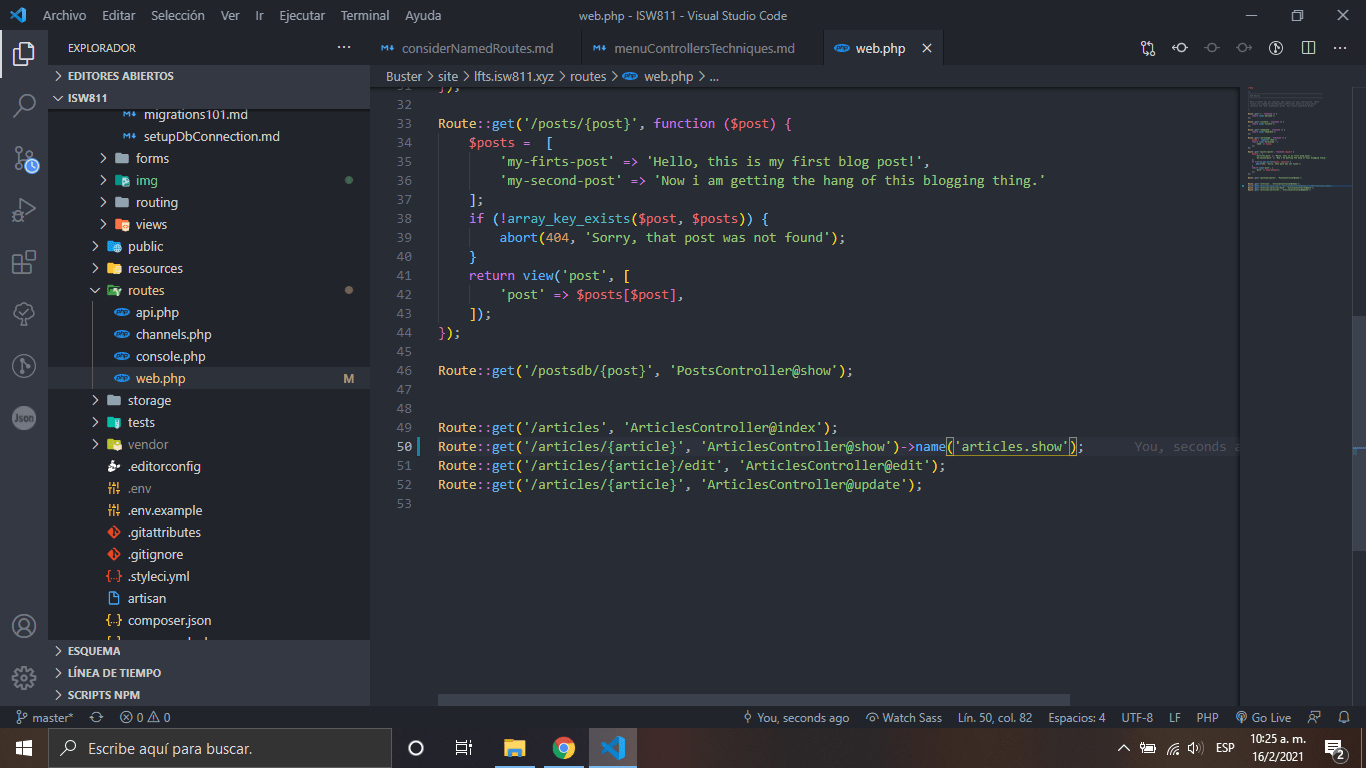 Archivo Editar Selección Ver Ir Ejecutar Terminal Ayuda web.php - ISW811 - Visual Studio Code
EXPLORADOR
considerNamedRoutes.md menuControllersTechniques.md web.php
EDITORES ABIERTOS
ISW811
migrations101.md
setupDbConnection.md
forms
img
routing
views
public
resources
routes
api.php
channels.php
console.php
web.php M
storage
tests
vendor
.editorconfig
.env
.env.example
.gitattributes
.gitignore
.styleci.yml
artisan
composer.json
ESQUEMA
LÍNEA DE TIEMPO
SCRIPTS NPM
Json
Buster > site > lfts.isw811.xyz > routes > web.php > ...
31 });
32
33 Route::get('/posts/{post}', function ($post) {
34 $posts =  [
35 'my-firts-post' => 'Hello, this is my first blog post!',
36 'my-second-post' => 'Now i am getting the hang of this blogging thing.'
37 ];
38 if (!array_key_exists($post, $posts)) {
39 abort(404, 'Sorry, that post was not found');
40 }
41 return view('post', [
42 'post' => $posts[$post],
43 ]);
44 });
45
46 Route::get('/postsdb/{post}', 'PostsController@show');
47
48
49 Route::get('/articles', 'ArticlesController@index');
50 Route::get('/articles/{article}', 'ArticlesController@show')->name('articles.show'); You, seconds a
51 Route::get('/articles/{article}/edit', 'ArticlesController@edit');
52 Route::get('/articles/{article}', 'ArticlesController@update');
53
master* 0 0 You, seconds ago Watch Sass Lín. 50, col. 82 Espacios: 4 UTF-8 LF PHP Go Live
Escribe aquí para buscar. ESP 10:25 a. m.
16/2/2021 2